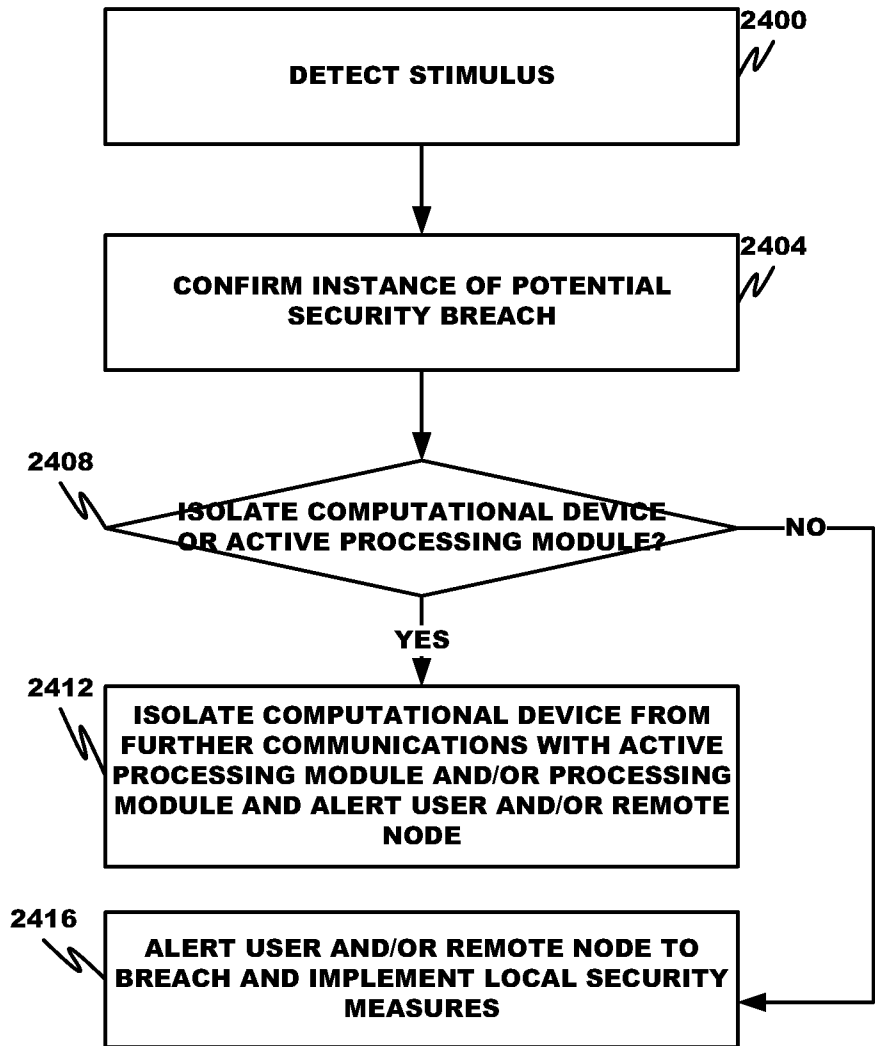 2400
DETECT STIMULUS
2404
CONFIRM INSTANCE OF POTENTIAL
SECURITY BREACH
2408
ISOLATE COMPUTATIONAL DEVICE
OR ACTIVE PROCESSING MODULE?
NO
YES
2412
ISOLATE COMPUTATIONAL DEVICE FROM
FURTHER COMMUNICATIONS WITH ACTIVE
PROCESSING MODULE AND/OR PROCESSING
MODULE AND ALERT USER AND/OR REMOTE
NODE
2416
ALERT USER AND/OR REMOTE NODE TO
BREACH AND IMPLEMENT LOCAL SECURITY
MEASURES